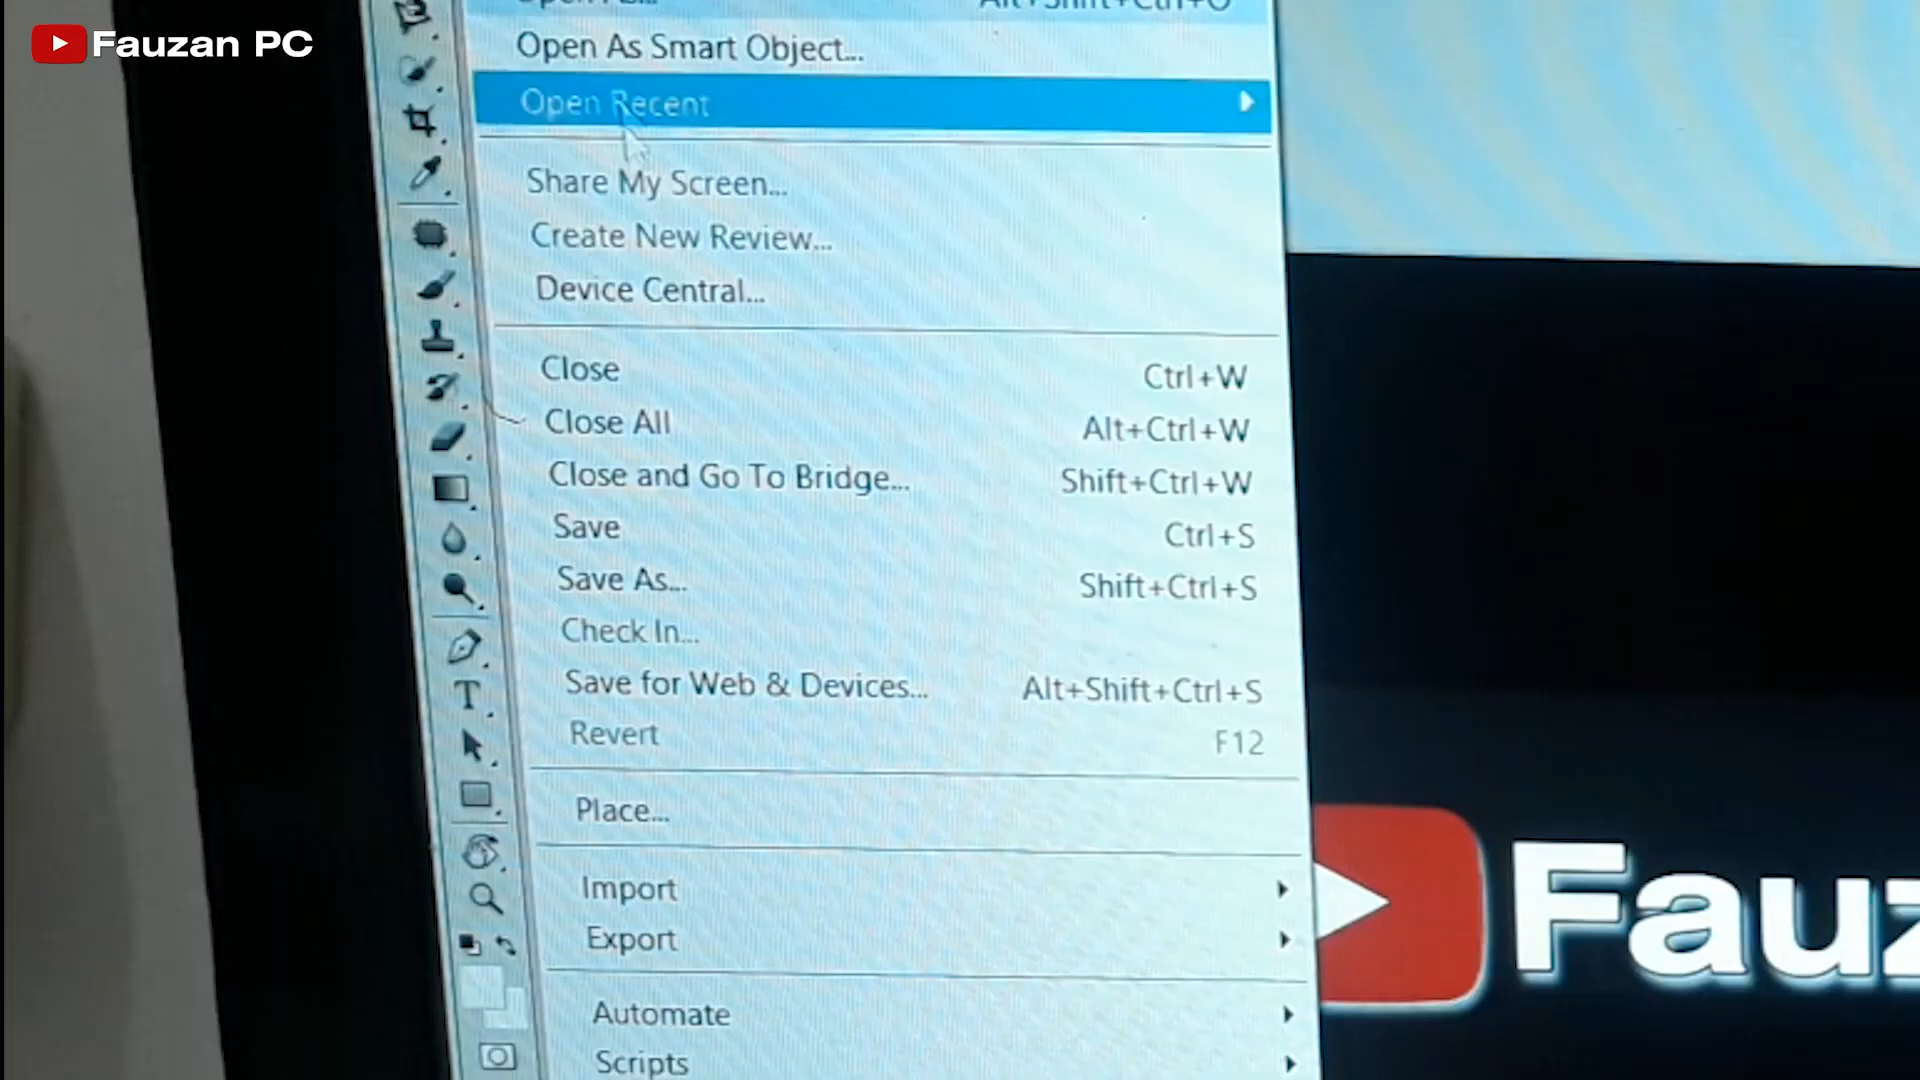 Fauzan PC
Open As Smart Object...
Open Recent
Share My Screen...
Create New Review...
Device Central...
Close Ctrl+W
Close All Alt+Ctrl+W
Close and Go To Bridge... Shift+Ctrl+W
Save Ctrl+S
Save As... Shift+Ctrl+S
Check In...
Save for Web & Devices... Alt+Shift+Ctrl+S
Revert F12
Place...
Import
Export
Automate
Scripts
T